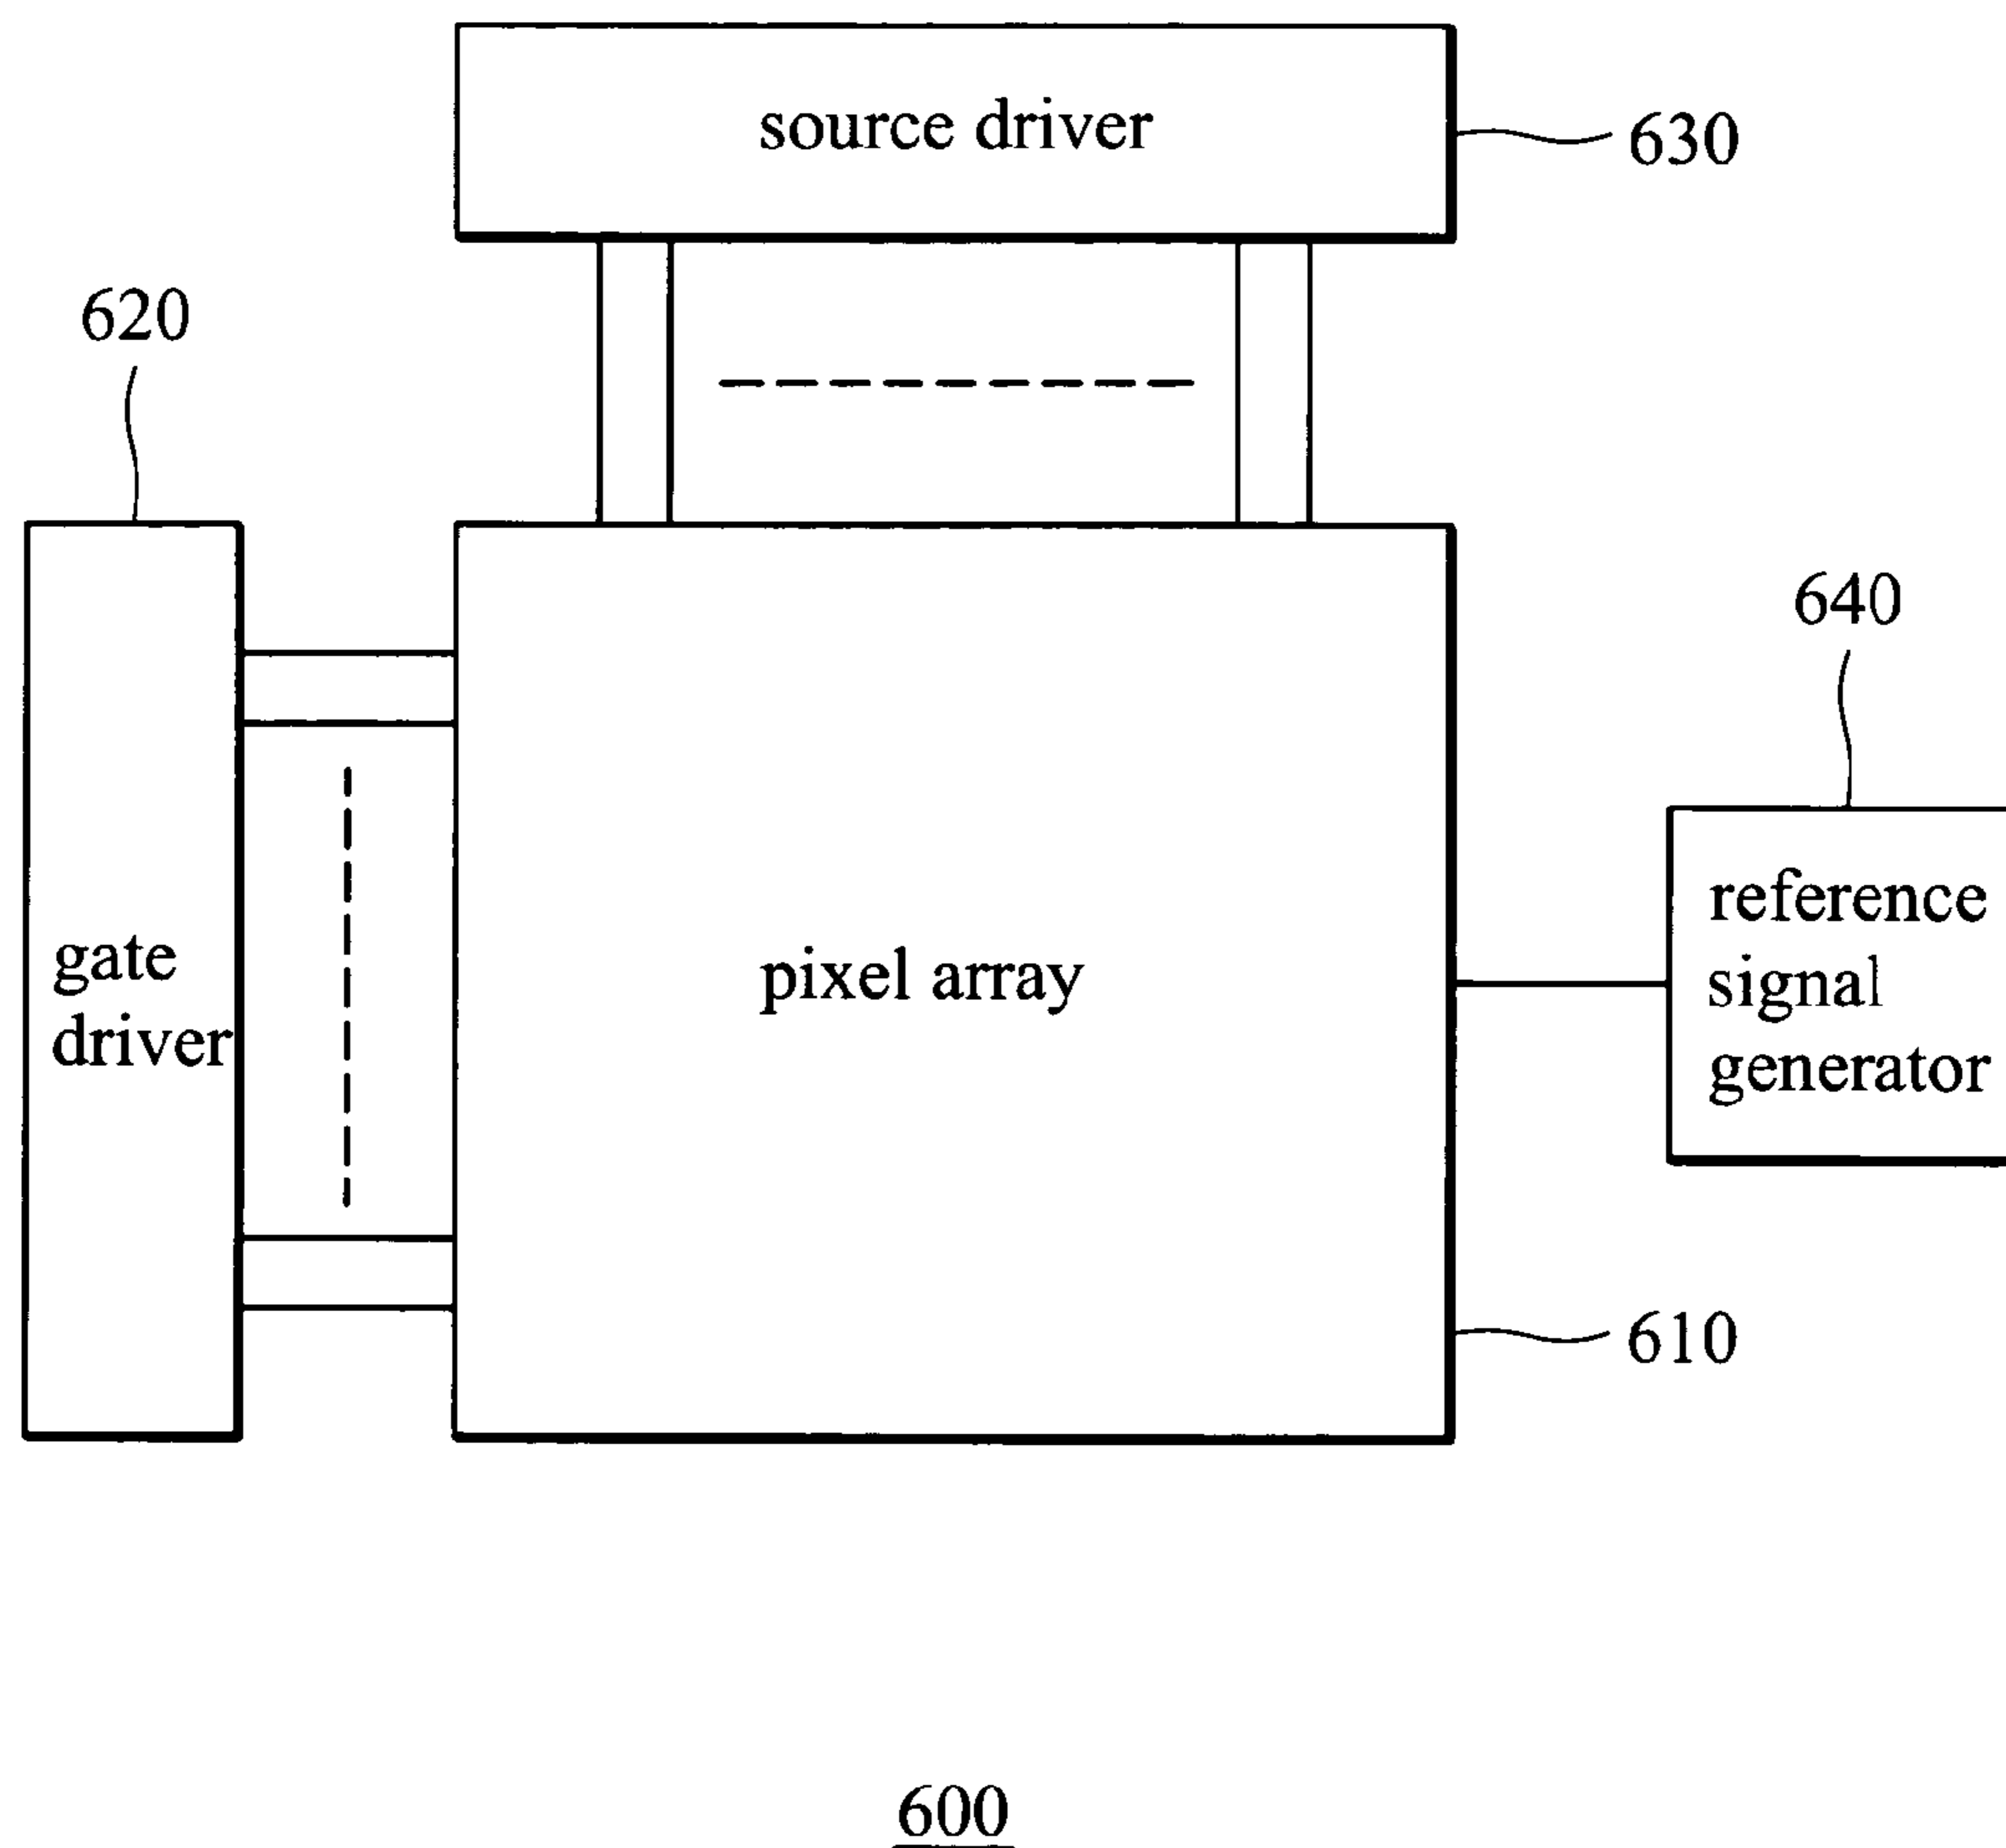 source driver
630
620
640
reference
signal
generator
gate
driver
pixel array
610
600